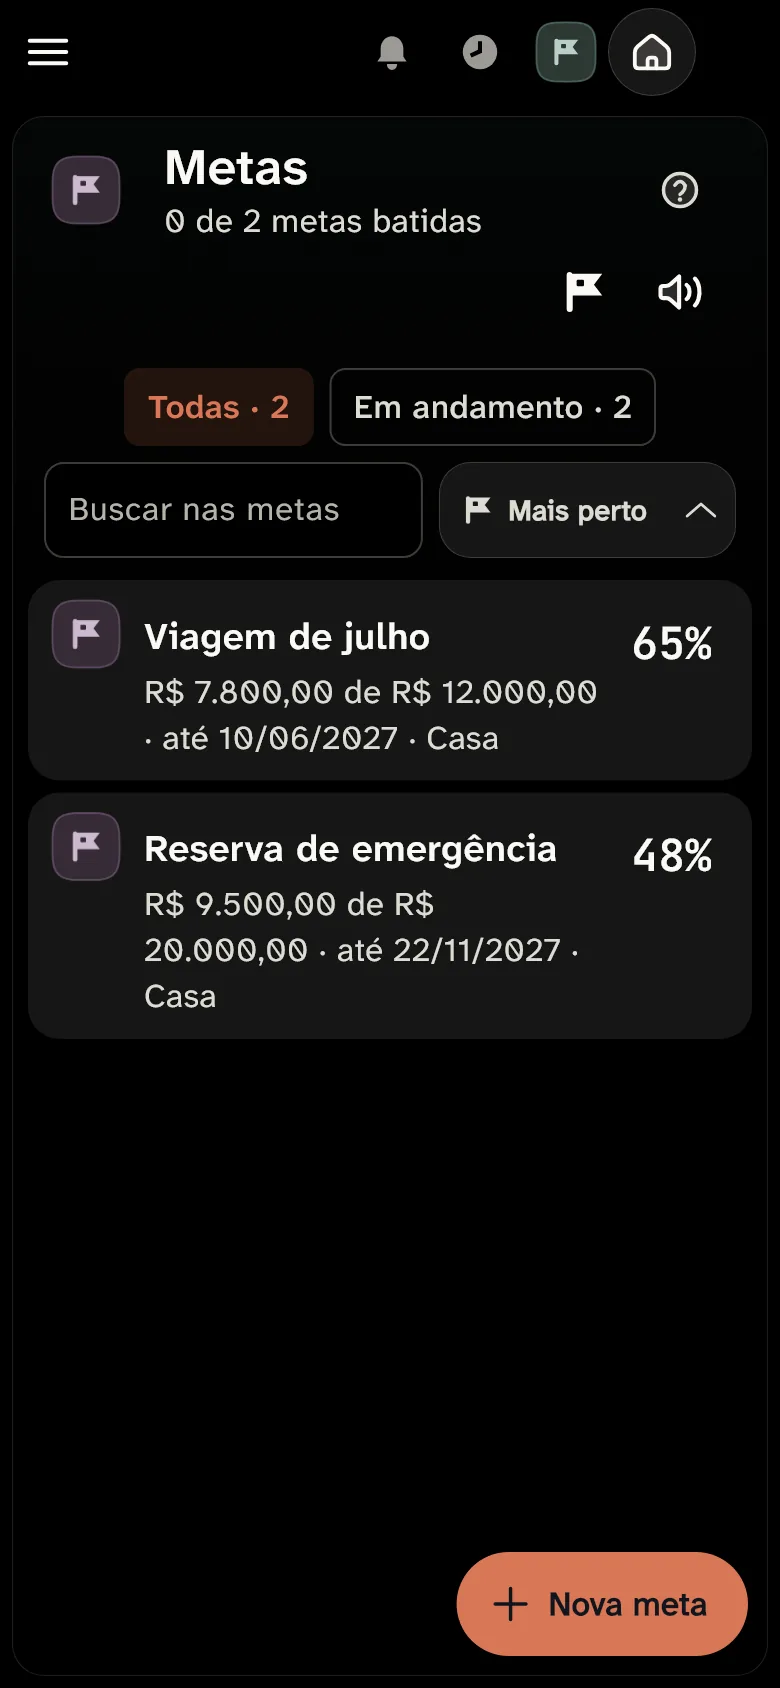 Metas
0 de 2 metas batidas
Todas · 2
Em andamento · 2
Buscar nas metas
Mais perto
Viagem de julho
65%
R$ 7.800,00 de R$ 12.000,00
· até 10/06/2027 · Casa
Reserva de emergência
48%
R$ 9.500,00 de R$
20.000,00 · até 22/11/2027 ·
Casa
Nova meta